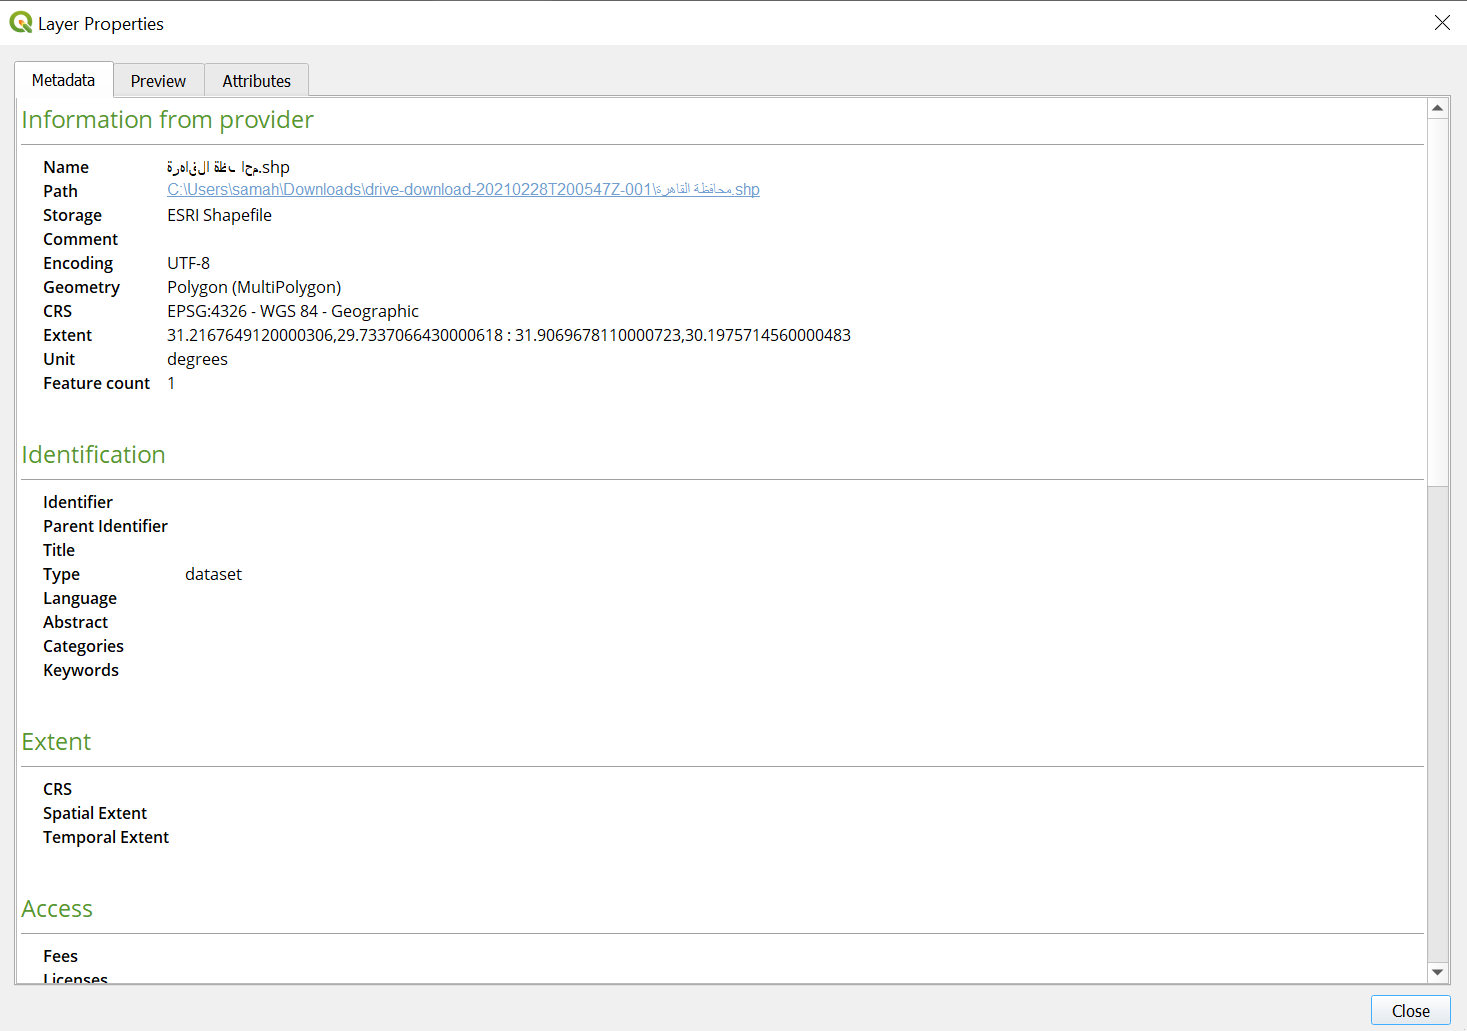 Layer Properties
Metadata Preview Attributes
Information from provider
Name محافظة القاهرة.shp
Path C:\Users\samah\Downloads\drive-download-20210228T200547Z-001\محافظة القاهرة.shp
Storage ESRI Shapefile
Comment
Encoding UTF-8
Geometry Polygon (MultiPolygon)
CRS EPSG:4326 - WGS 84 - Geographic
Extent 31.2167649120000306,29.7337066430000618 : 31.9069678110000723,30.1975714560000483
Unit degrees
Feature count 1
Identification
Identifier
Parent Identifier
Title
Type dataset
Language
Abstract
Categories
Keywords
Extent
CRS
Spatial Extent
Temporal Extent
Access
Fees
Licenses
Close